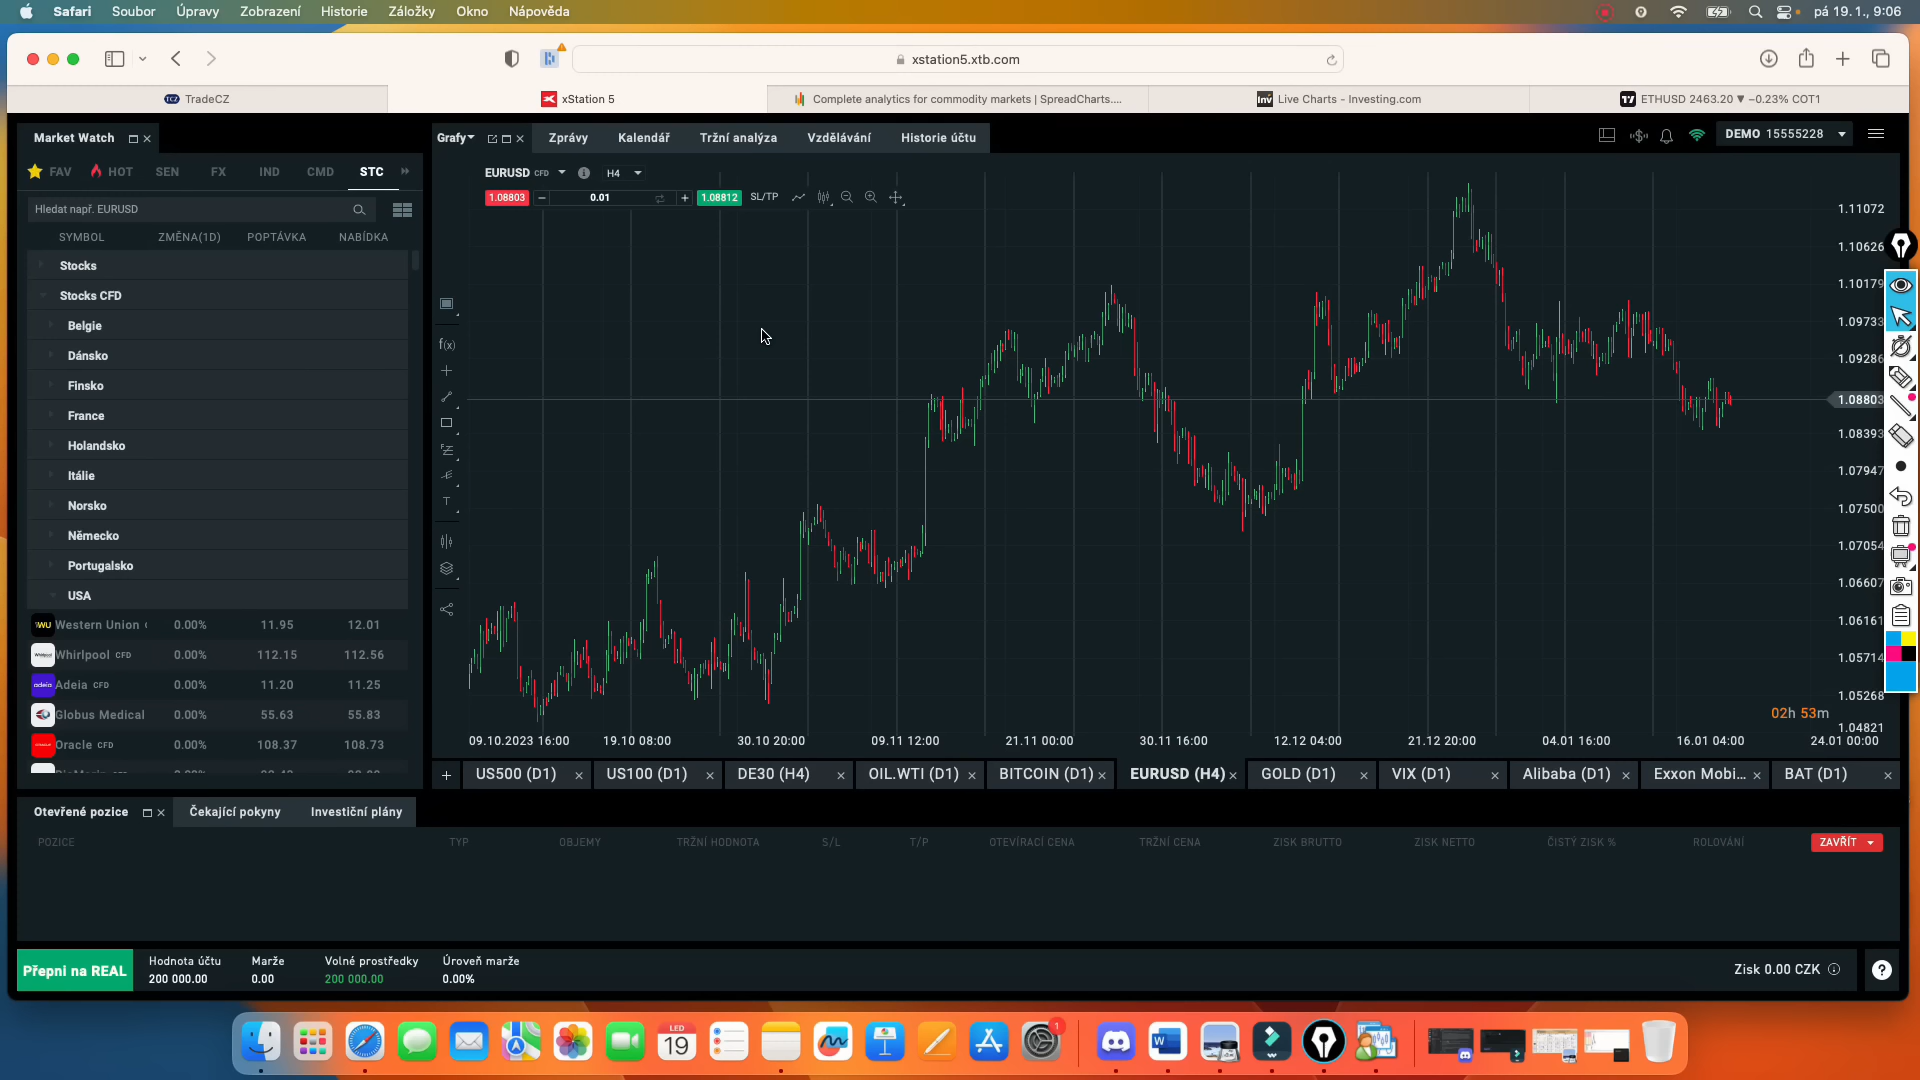 Safari Soubor Úpravy Zobrazení Historie Záložky Okno Nápověda pá 19.1., 9:06
xstation5.xtb.com
TradeCZ xStation 5 Complete analytics for commodity markets | SpreadCharts.... Live Charts - Investing.com ETHUSD 2463.20 ▼ −0.23% COT1
Market Watch
FAV HOT SEN FX IND CMD STC
Hledat např. EURUSD
SYMBOL ZMĚNA(1D) POPTÁVKA NABÍDKA
Stocks
Stocks CFD
Belgie
Dánsko
Finsko
France
Holandsko
Itálie
Norsko
Německo
Portugalsko
USA
Western Union 0.00% 11.95 12.01
Whirlpool CFD 0.00% 112.15 112.56
Adeia CFD 0.00% 11.20 11.25
Globus Medical 0.00% 55.63 55.83
Oracle CFD 0.00% 108.37 108.73
Grafy Zprávy Kalendář Tržní analýza Vzdělávání Historie účtu
DEMO 15555228
EURUSD CFD H4
1.08803 − 0.01 + 1.08812 SL/TP
f(x)
T
1.11072
1.10626
1.10179
1.09733
1.09286
1.08803
1.08393
1.07947
1.07500
1.07054
1.06607
1.06161
1.05714
1.05268
1.04821
02h 53m
09.10.2023 16:00 19.10 08:00 30.10 20:00 09.11 12:00 21.11 00:00 30.11 16:00 12.12 04:00 21.12 20:00 04.01 16:00 16.01 04:00 24.01 00:00
+ US500 (D1) US100 (D1) DE30 (H4) OIL.WTI (D1) BITCOIN (D1) EURUSD (H4) GOLD (D1) VIX (D1) Alibaba (D1) Exxon Mobi... BAT (D1)
Otevřené pozice Čekající pokyny Investiční plány
POZICE TYP OBJEMY TRŽNÍ HODNOTA S/L T/P OTEVÍRACÍ CENA TRŽNÍ CENA ZISK BRUTTO ZISK NETTO ČISTÝ ZISK % ROLOVÁNÍ ZAVŘÍT
Přepni na REAL
Hodnota účtu Marže Volné prostředky Úroveň marže
200 000.00 0.00 200 000.00 0.00%
Zisk 0.00 CZK
LED
19
1